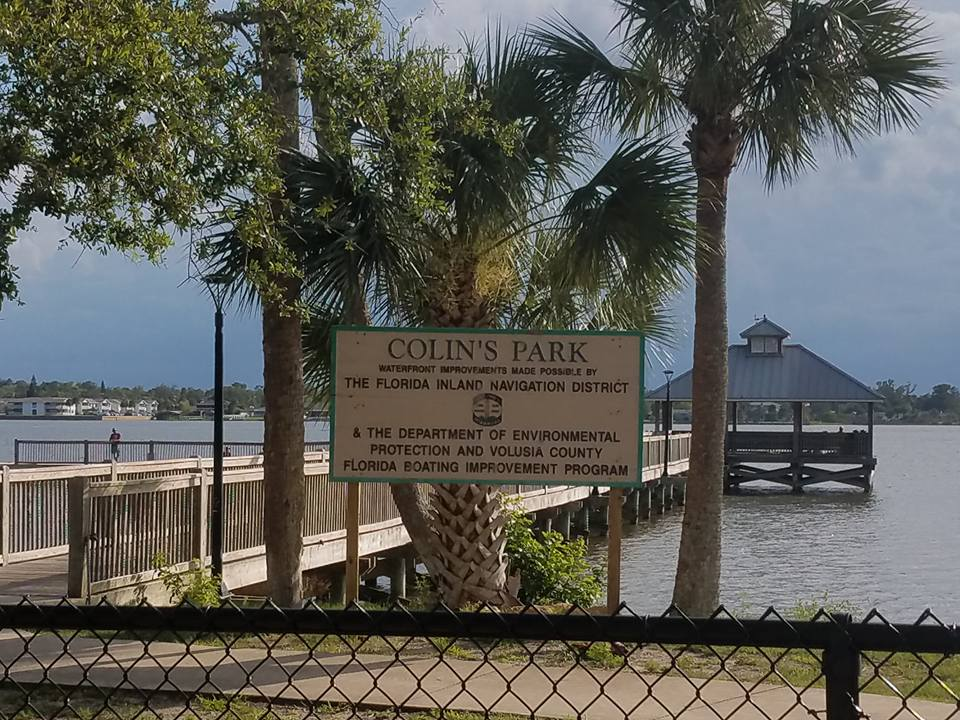 COLIN'S PARK
WATERFRONT IMPROVEMENTS MADE POSSIBLE BY
THE FLORIDA INLAND NAVIGATION DISTRICT
& THE DEPARTMENT OF ENVIRONMENTAL
PROTECTION AND VOLUSIA COUNTY
FLORIDA BOATING IMPROVEMENT PROGRAM